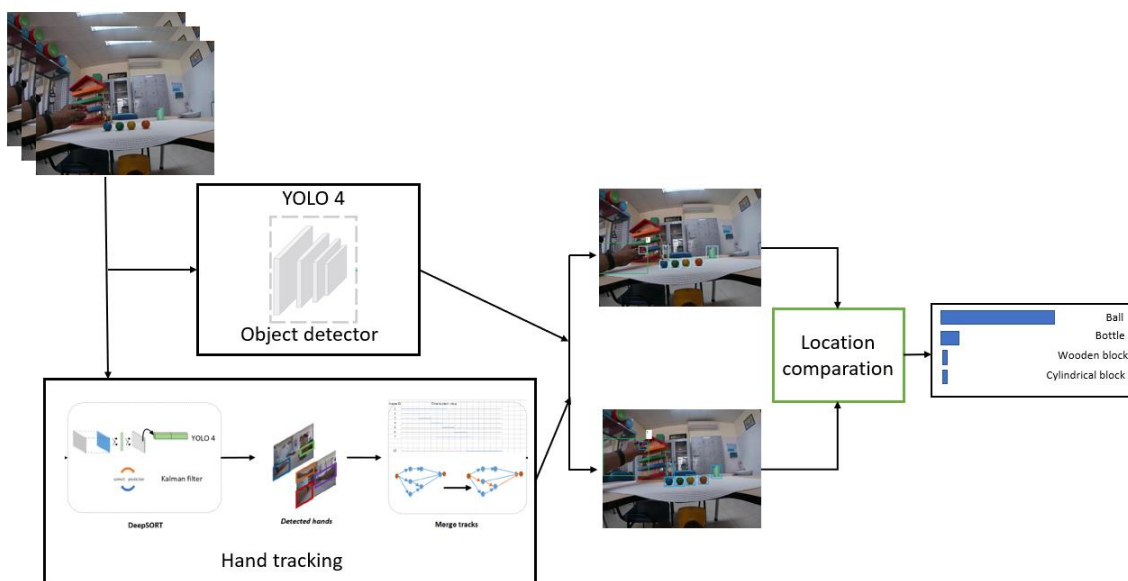 YOLO 4
Object detector
YOLO 4
Kalman filter
DeepSORT
Detected hands
Merge tracks
Hand tracking
Location
comparation
Ball
Bottle
Wooden block
Cylindrical block